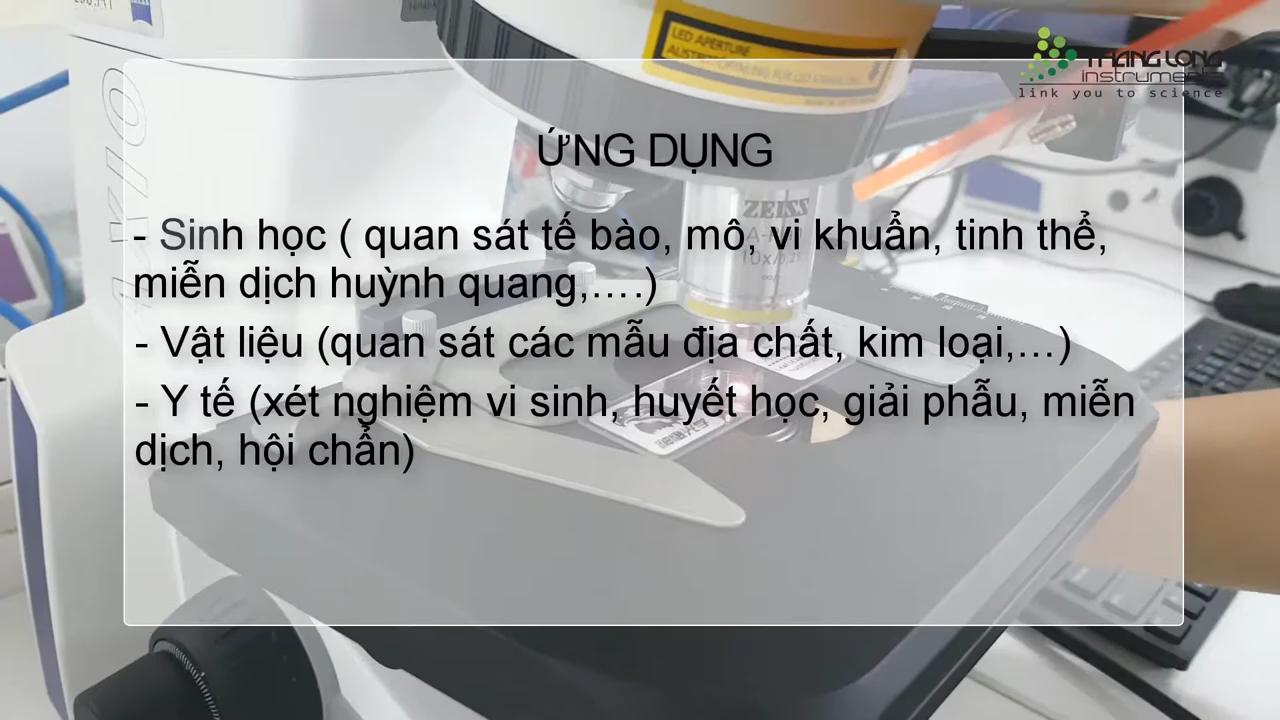 THANG LONG
instruments
link you to science
LED APERTURE
ỨNG DỤNG
ZEISS
10x/0,25
- Sinh học ( quan sát tế bào, mô, vi khuẩn, tinh thể,
miễn dịch huỳnh quang,....)
- Vật liệu (quan sát các mẫu địa chất, kim loại,...)
- Y tế (xét nghiệm vi sinh, huyết học, giải phẫu, miễn
dịch, hội chẩn)